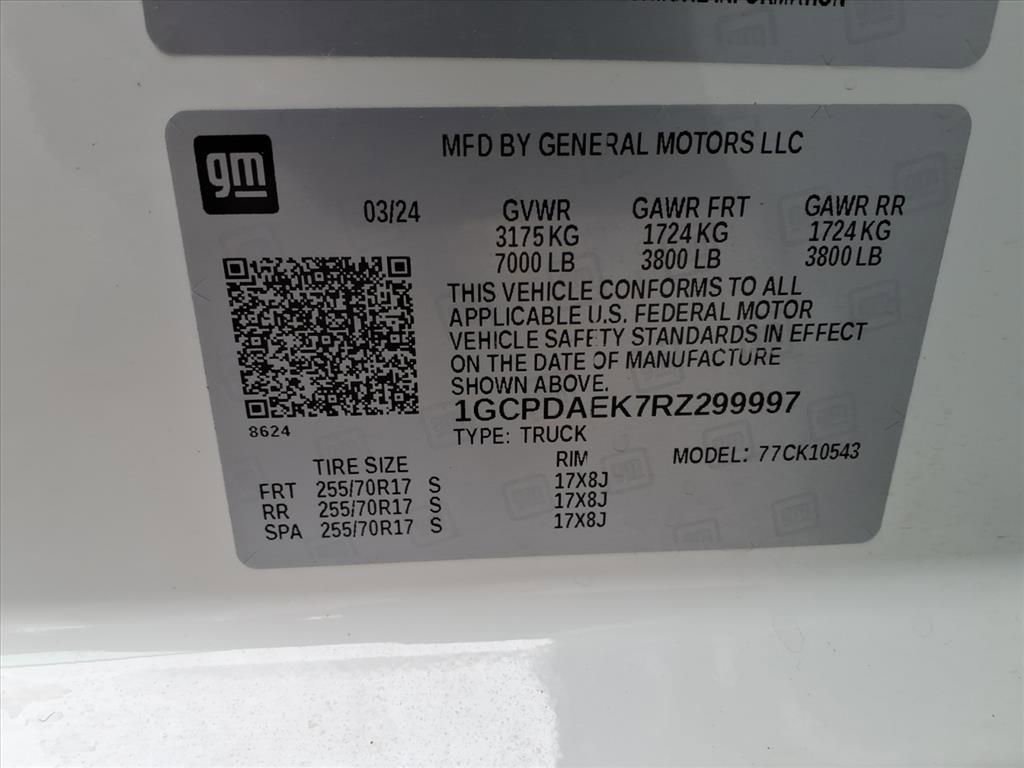 INFORMATION
gm
MFD BY GENERAL MOTORS LLC
03/24 GVWR GAWR FRT GAWR RR
3175 KG 1724 KG 1724 KG
7000 LB 3800 LB 3800 LB
THIS VEHICLE CONFORMS TO ALL
APPLICABLE U.S. FEDERAL MOTOR
VEHICLE SAFETY STANDARDS IN EFFECT
ON THE DATE OF MANUFACTURE
SHOWN ABOVE.
1GCPDAEK7RZ299997
8624
TYPE: TRUCK
TIRE SIZE RIM MODEL: 77CK10543
FRT 255/70R17 S 17X8J
RR 255/70R17 S 17X8J
SPA 255/70R17 S 17X8J